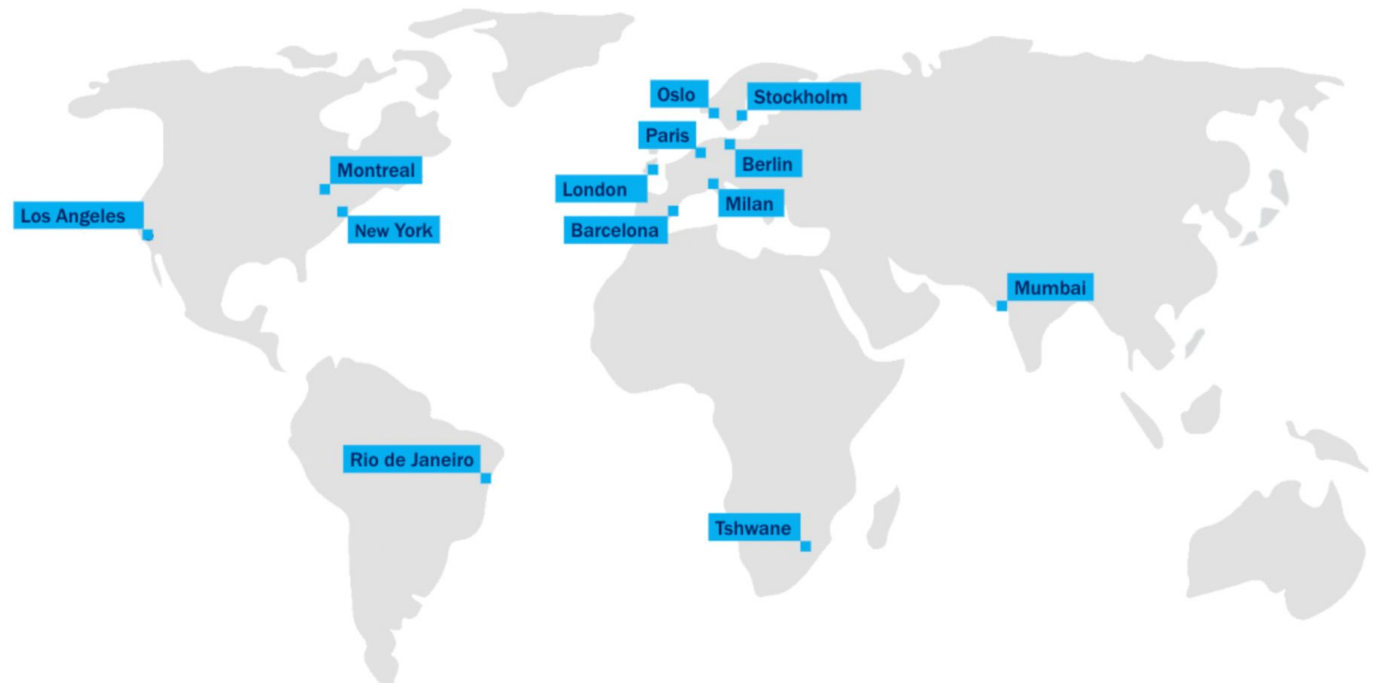 Oslo
Stockholm
Paris
Montreal
Berlin
London
Milan
Los Angeles
New York
Barcelona
Mumbai
Rio de Janeiro
Tshwane